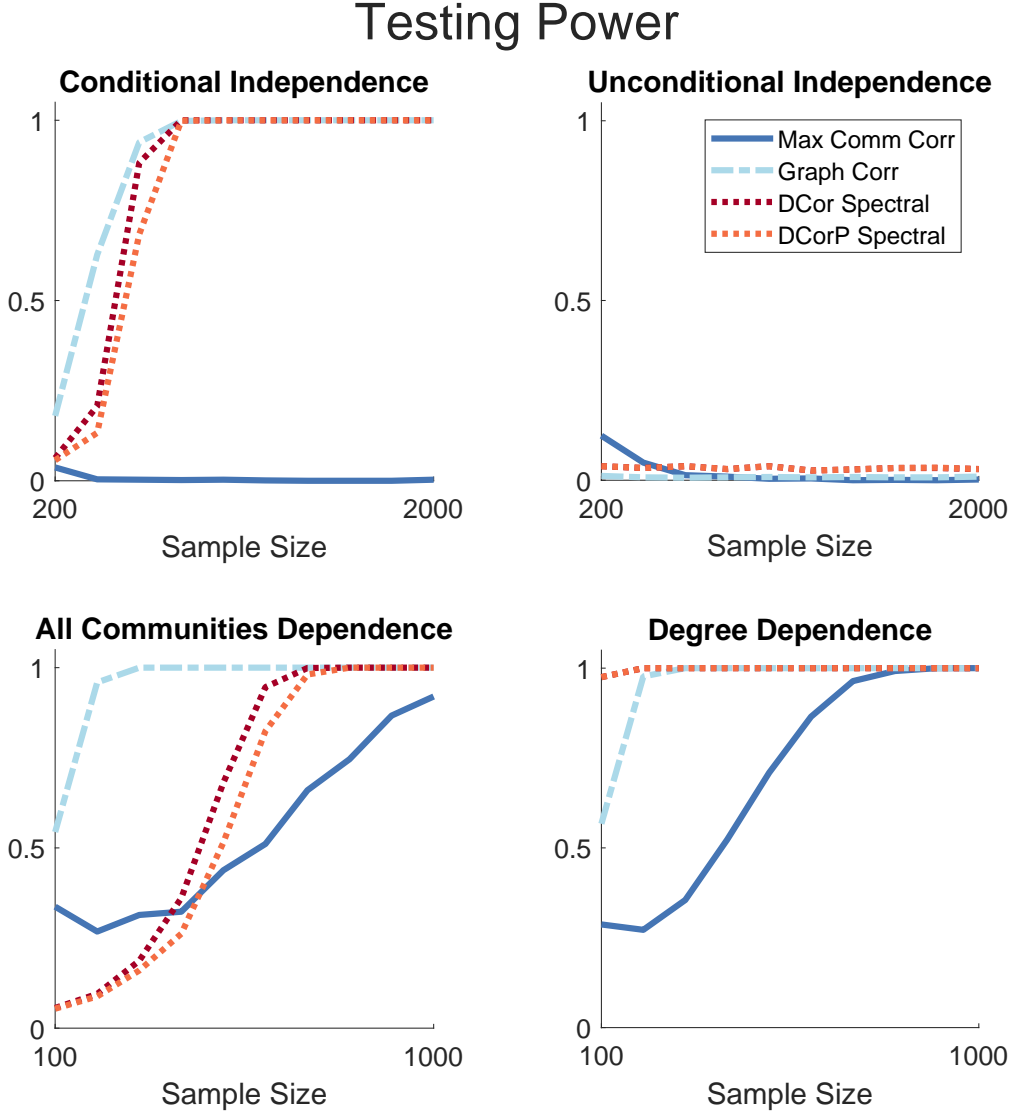 Testing Power
Conditional Independence
1
0.5
0
200
2000
Sample Size
Unconditional Independence
1
0.5
0
200
2000
Sample Size
Max Comm Corr
Graph Corr
DCor Spectral
DCorP Spectral
All Communities Dependence
1
0.5
0
100
1000
Sample Size
Degree Dependence
1
0.5
0
100
1000
Sample Size